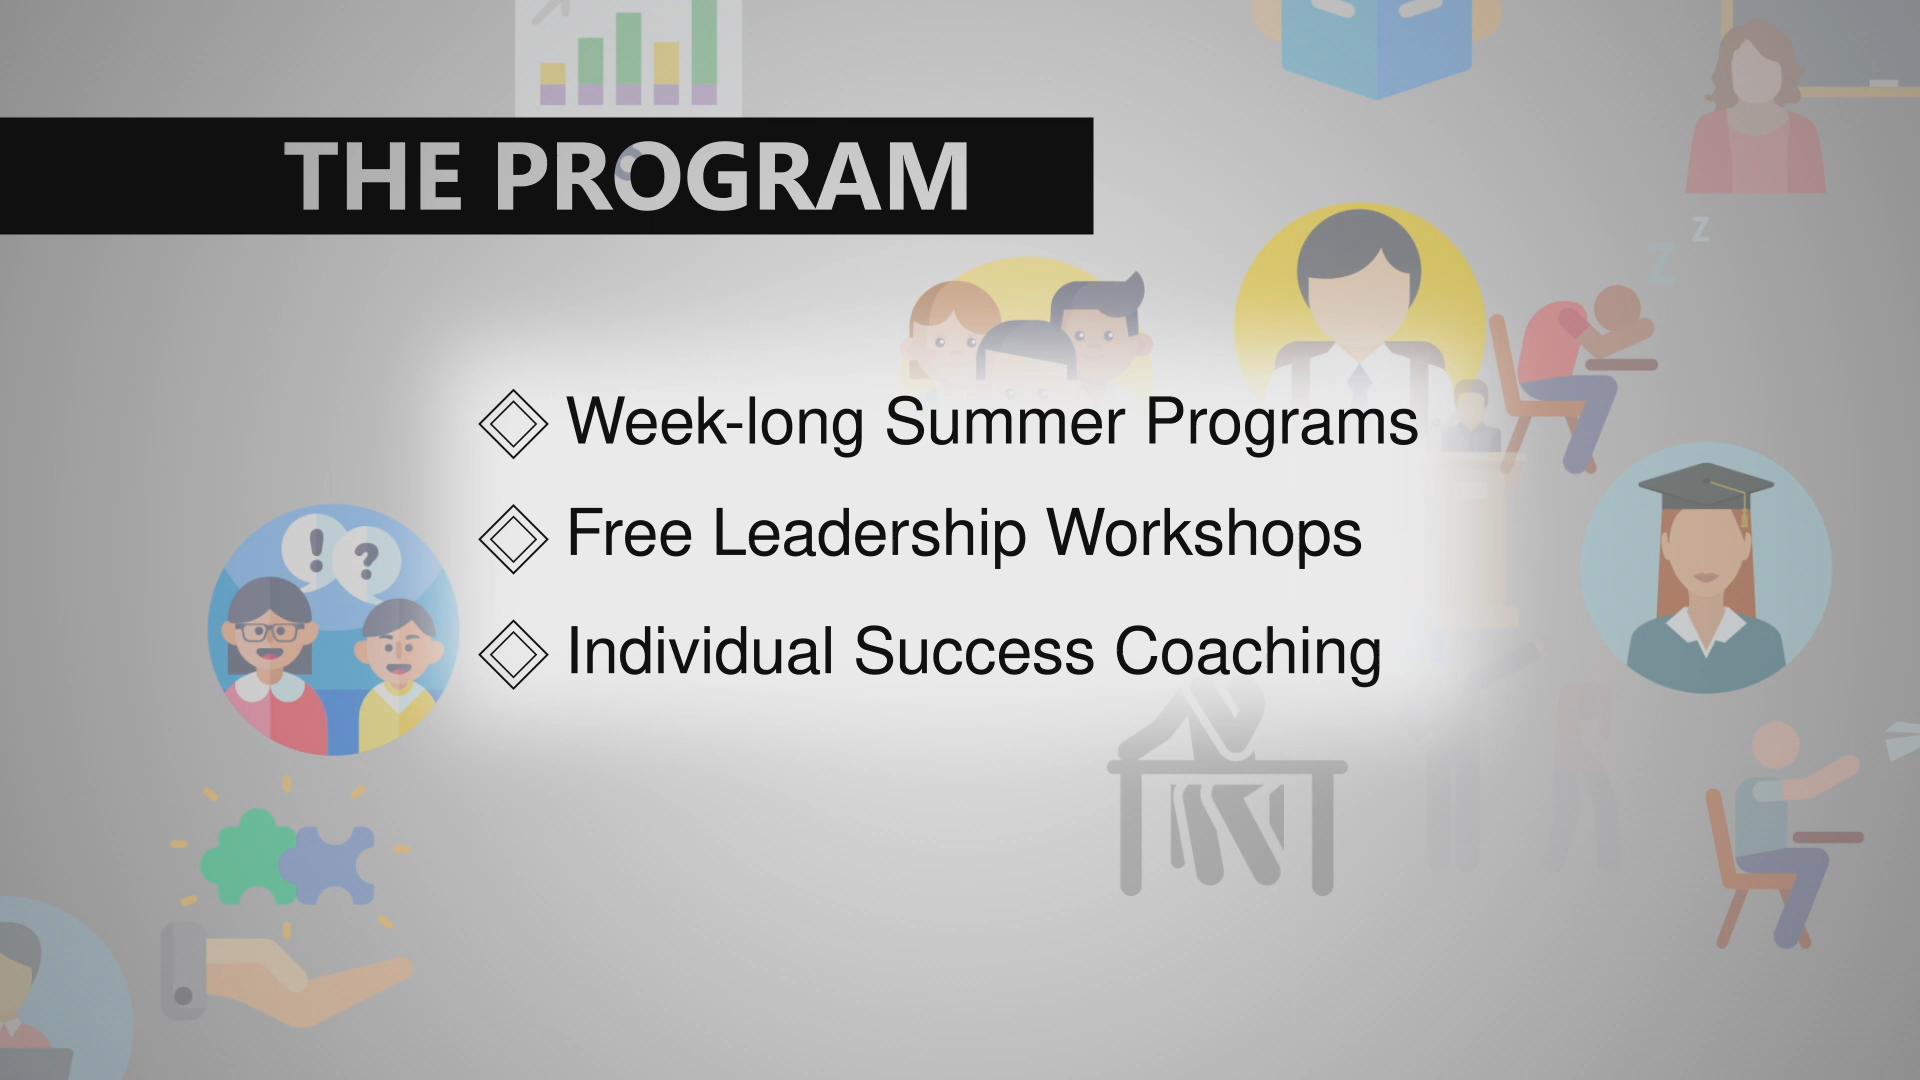 THE PROGRAM
Z
Z
! ?
Week-long Summer Programs
Free Leadership Workshops
Individual Success Coaching